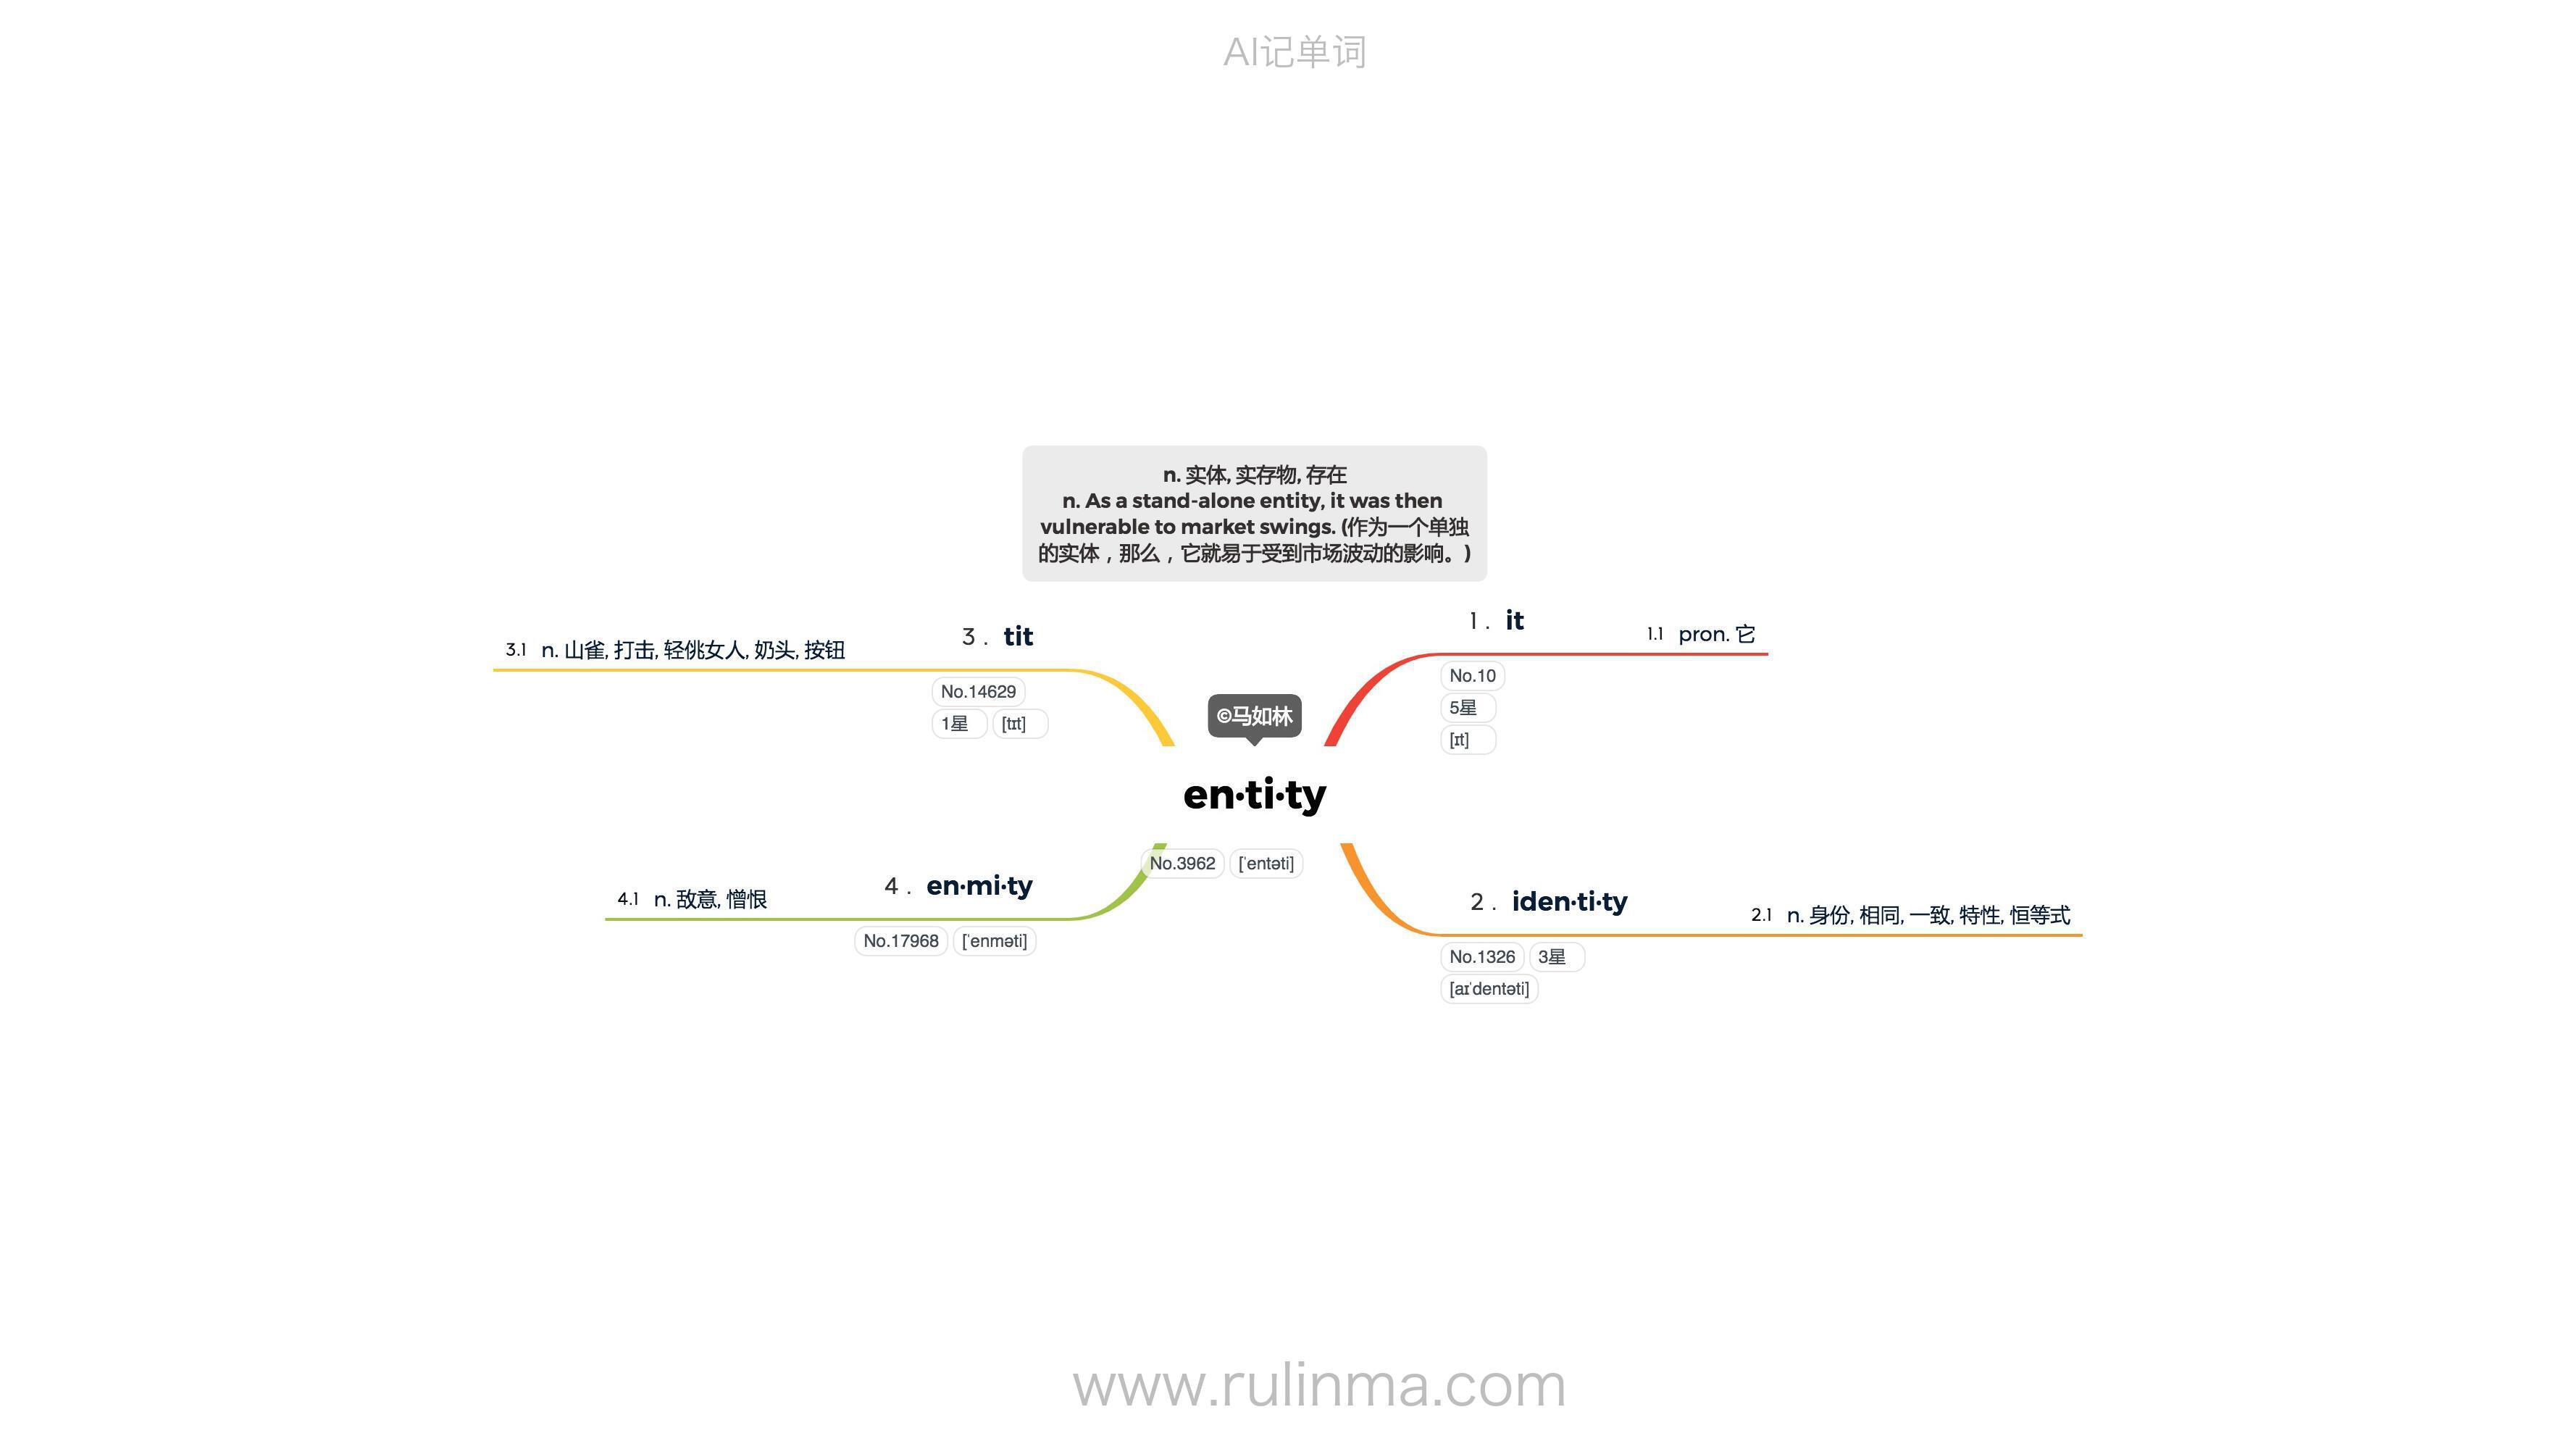 AI记单词
n. 实体, 实存物, 存在
n. As a stand-alone entity, it was then
vulnerable to market swings. (作为一个单独
的实体，那么，它就易于受到市场波动的影响。)
©马如林
en·ti·ty
No.3962 [ˈentəti]
1. it
1.1 pron. 它
No.10
5星
[ɪt]
2. iden·ti·ty
2.1 n. 身份, 相同, 一致, 特性, 恒等式
No.1326 3星
[aɪˈdentəti]
3. tit
3.1 n. 山雀, 打击, 轻佻女人, 奶头, 按钮
No.14629
1星 [tɪt]
4. en·mi·ty
4.1 n. 敌意, 憎恨
No.17968 [ˈenməti]
www.rulinma.com